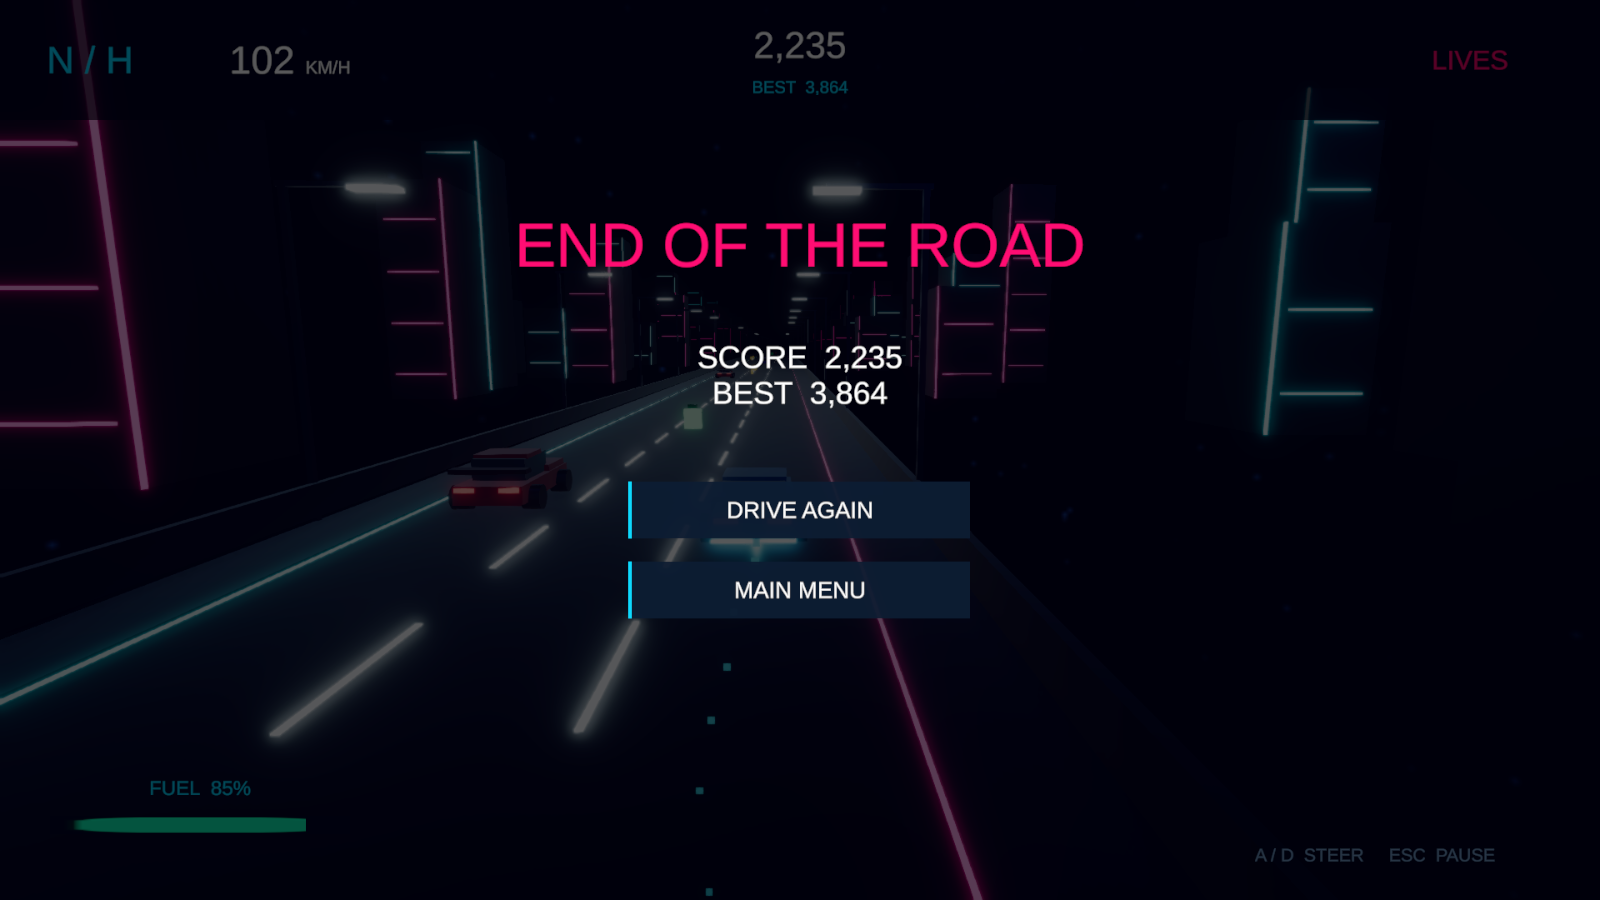 N / H
102 KM/H
2,235
BEST 3,864
LIVES
END OF THE ROAD
SCORE 2,235
BEST 3,864
DRIVE AGAIN
MAIN MENU
FUEL 85%
A / D STEER ESC PAUSE